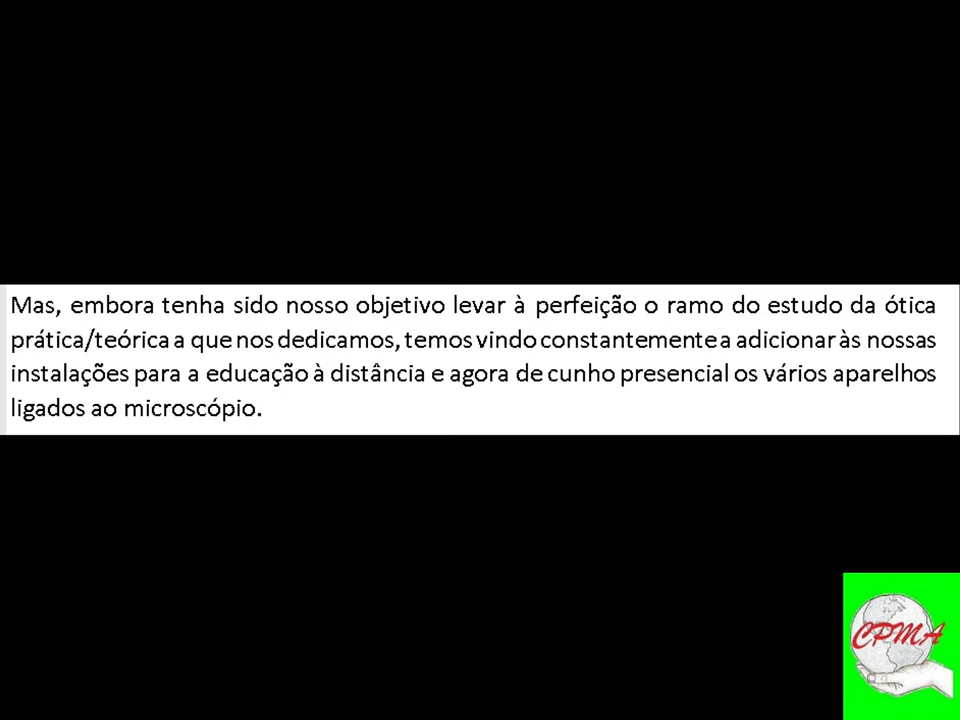 Mas, embora tenha sido nosso objetivo levar à perfeição o ramo do estudo da ótica
prática/teórica a que nos dedicamos, temos vindo constantemente a adicionar às nossas
instalações para a educação à distância e agora de cunho presencial os vários aparelhos
ligados ao microscópio.
CPMA